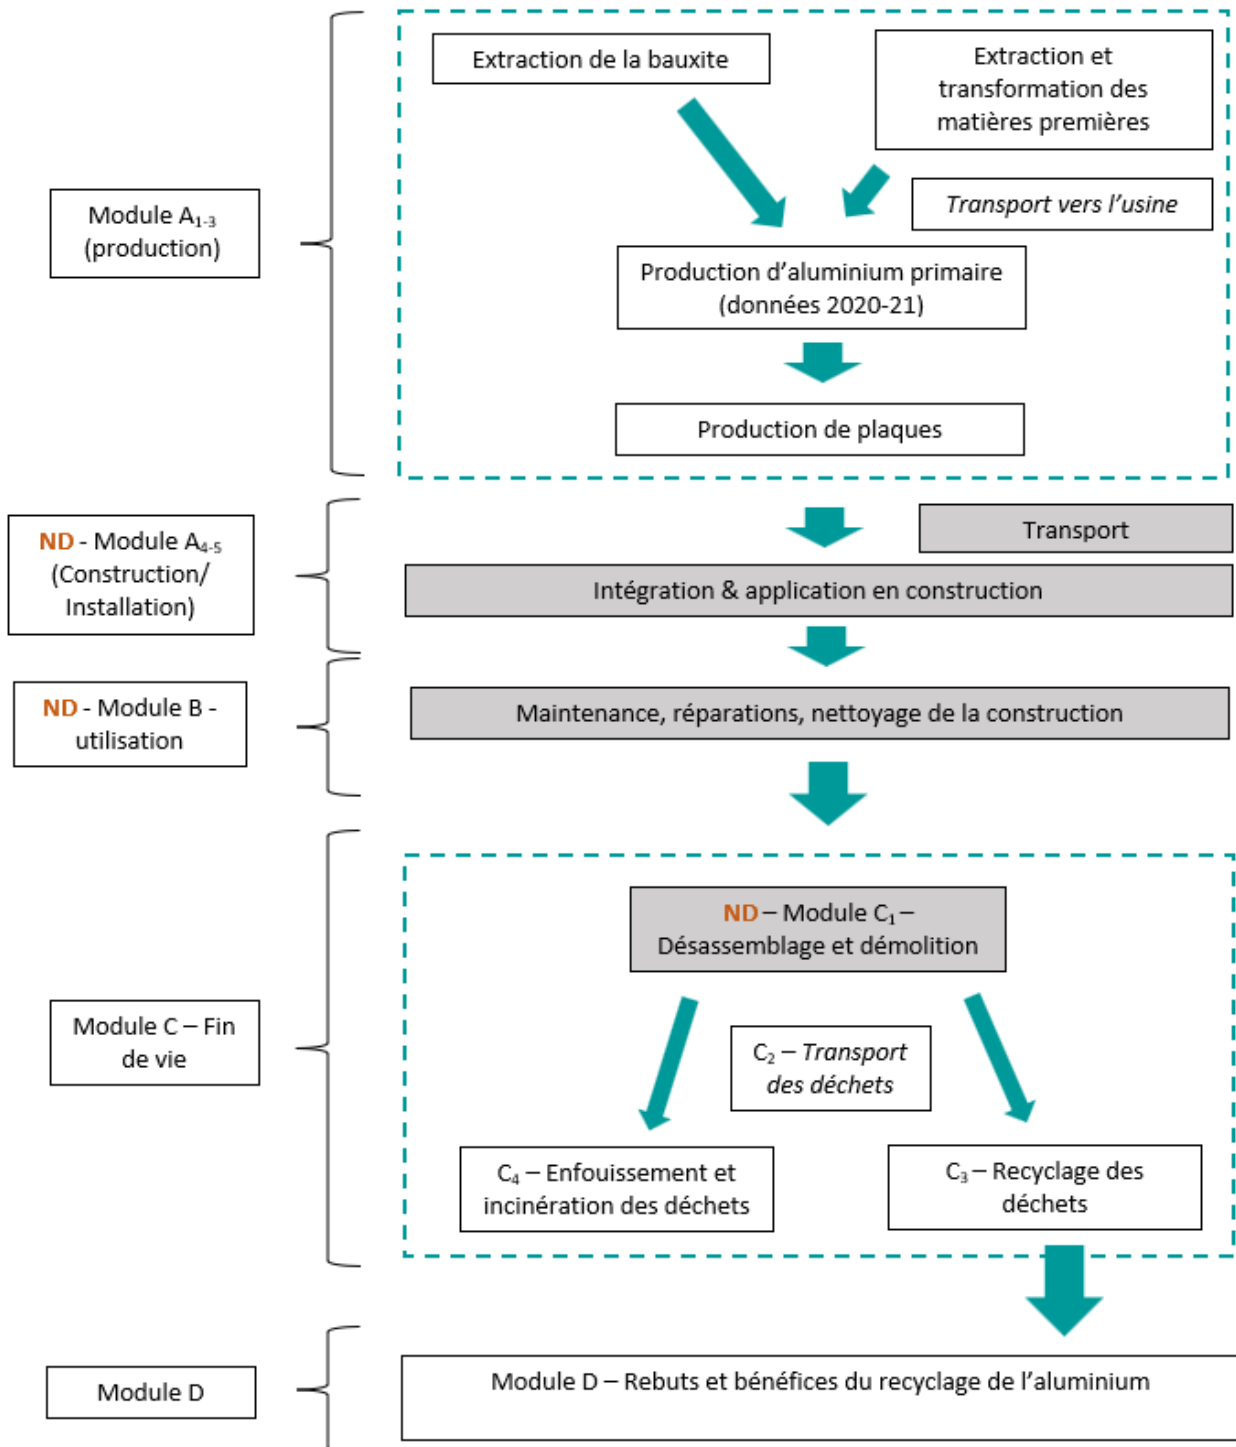 Extraction de la bauxite
Extraction et
transformation des
matières premières
Transport vers l’usine
Module A₁₋₃
(production)
Production d’aluminium primaire
(données 2020-21)
Production de plaques
Transport
ND - Module A₄₋₅
(Construction/
Installation)
Intégration & application en construction
ND - Module B -
utilisation
Maintenance, réparations, nettoyage de la construction
ND – Module C₁ –
Désassemblage et démolition
Module C – Fin
de vie
C₂ – Transport
des déchets
C₄ – Enfouissement et
incinération des déchets
C₃ – Recyclage des
déchets
Module D
Module D – Rebuts et bénéfices du recyclage de l’aluminium